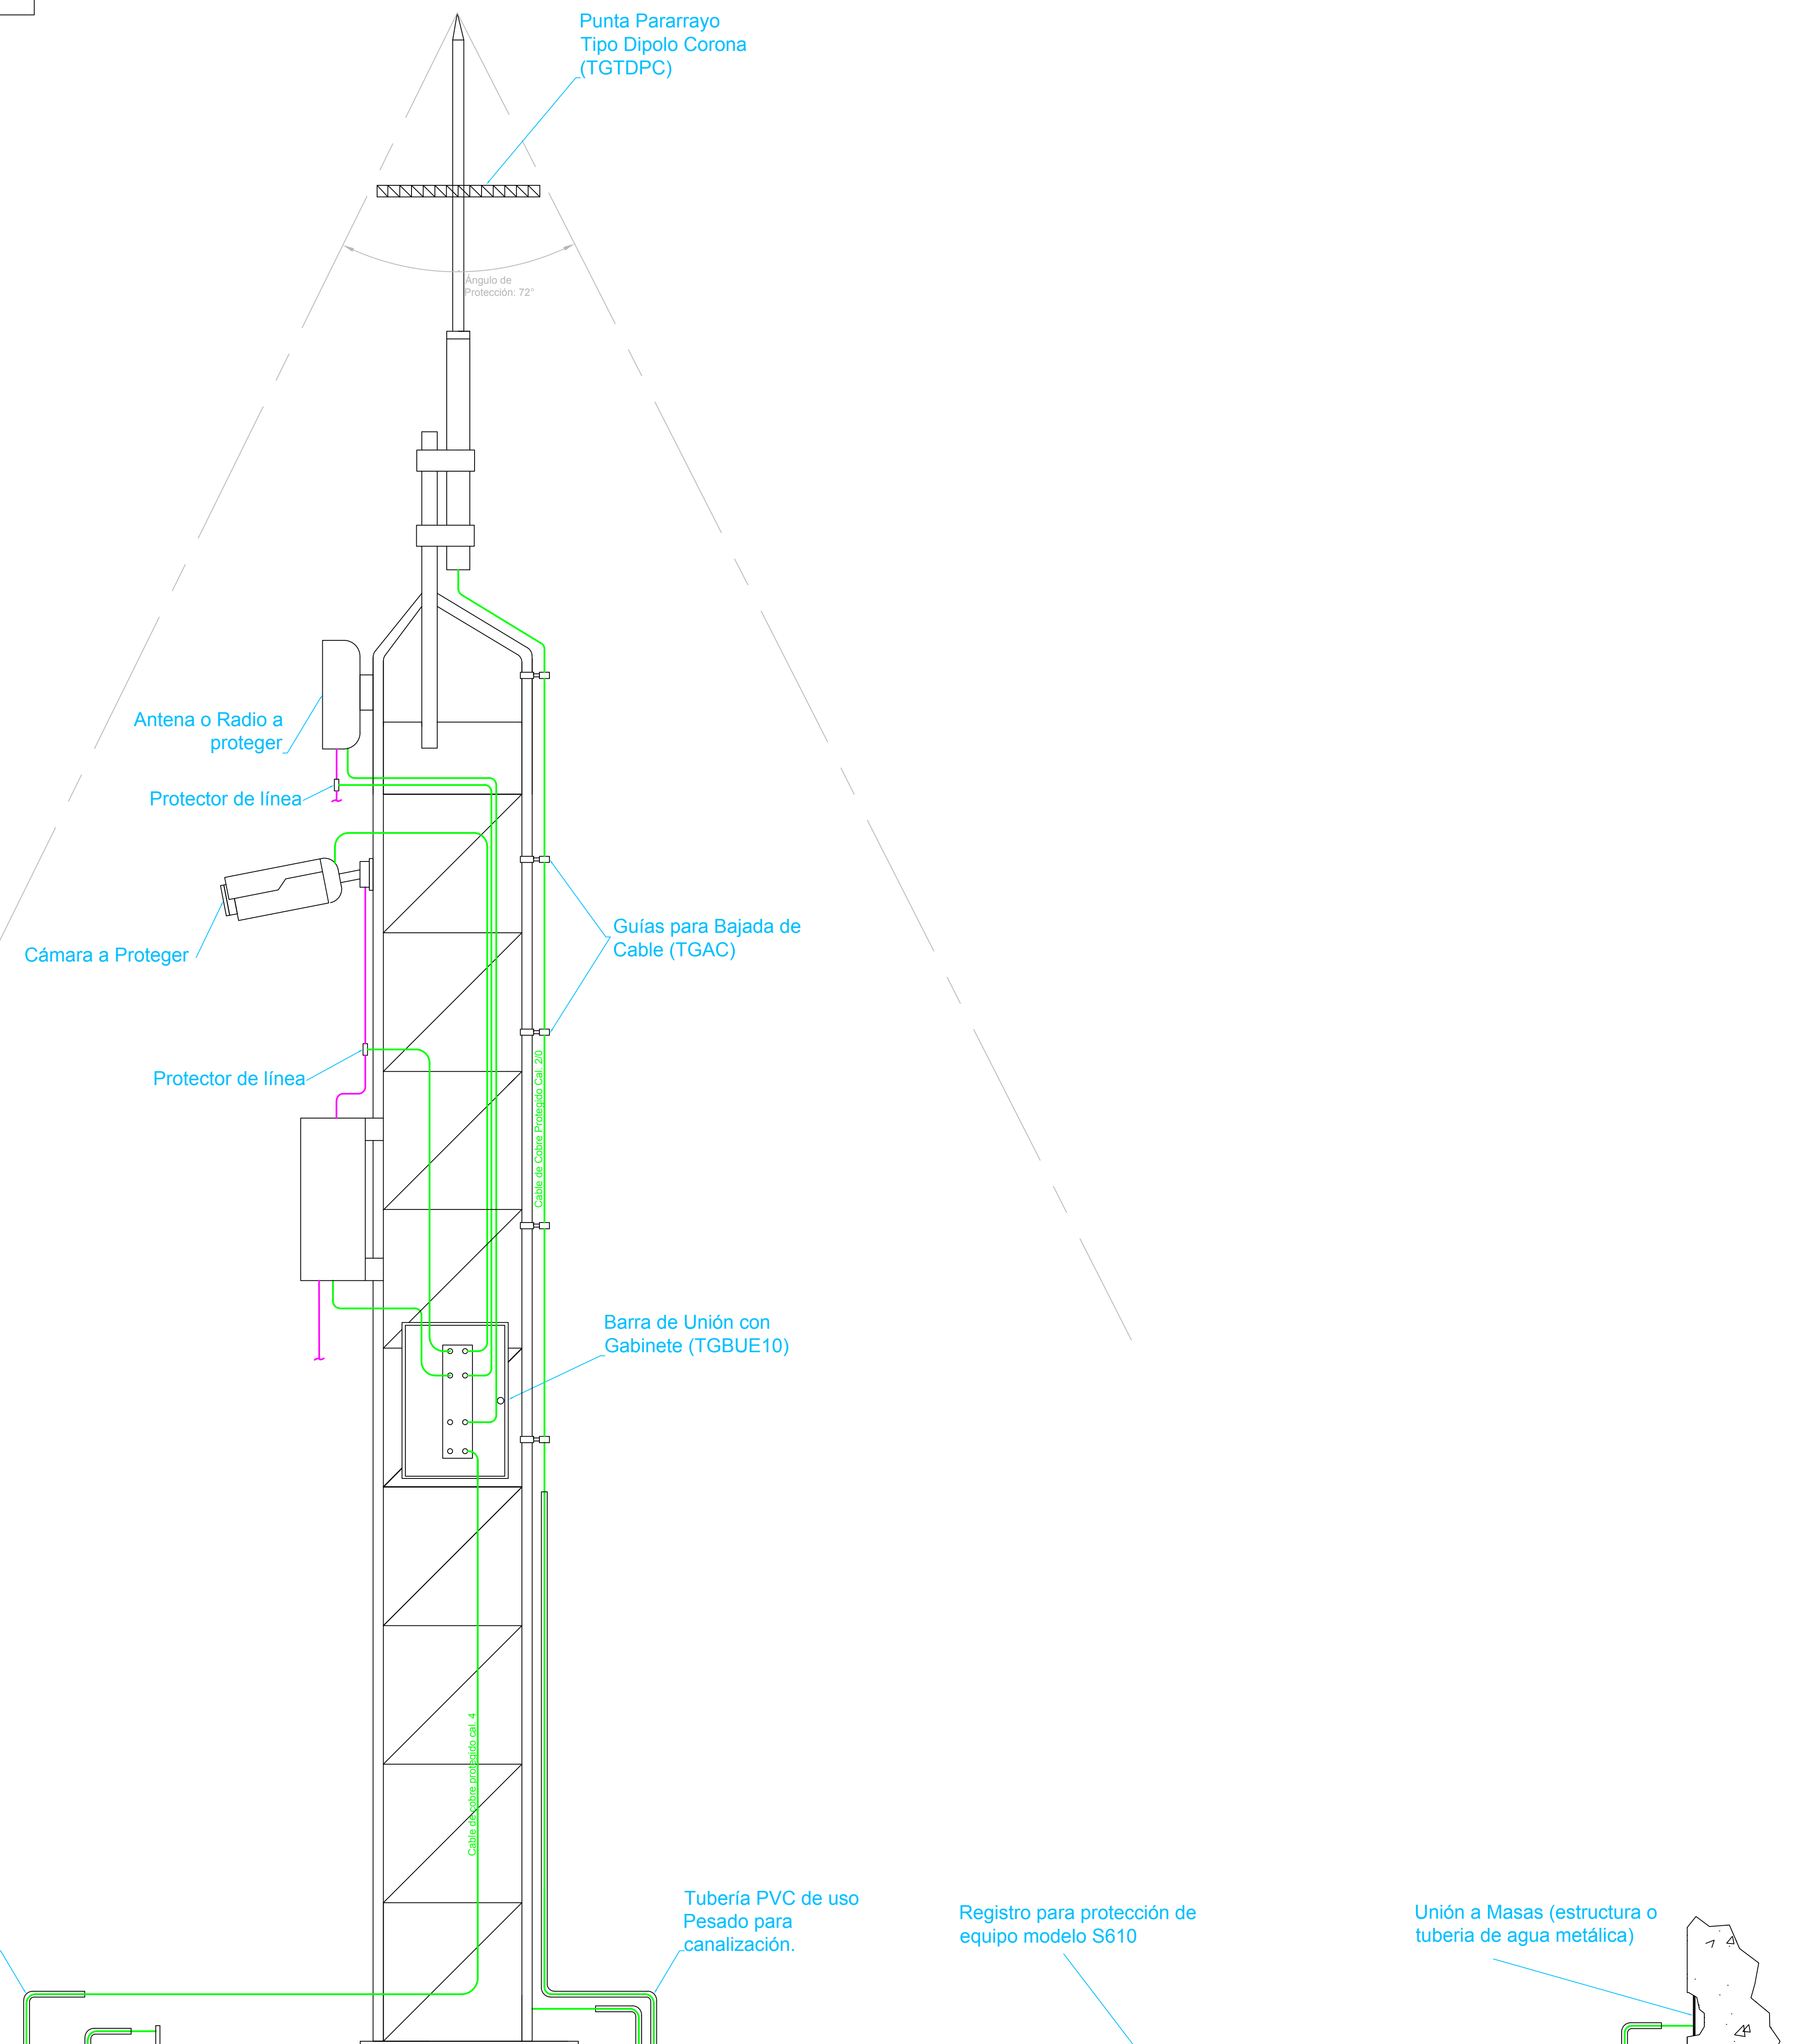 Punta Pararrayo
Tipo Dipolo Corona
(TGTDPC)
Ángulo de
Protección: 72°
Antena o Radio a
proteger
Protector de línea
Cámara a Proteger
Guías para Bajada de
Cable (TGAC)
Protector de línea
Cable de Cobre Protegido Cal. 2/0
Barra de Unión con
Gabinete (TGBUE10)
Cable de cobre protegido cal. 4
Tubería PVC de uso
Pesado para
canalización.
Registro para protección de
equipo modelo S610
Unión a Masas (estructura o
tuberia de agua metálica)